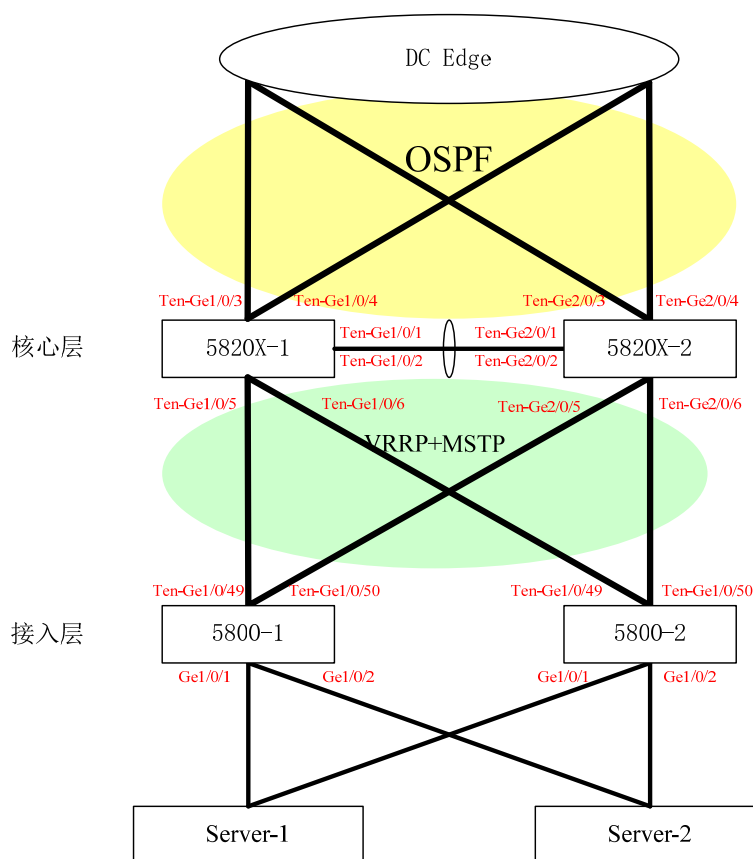 DC Edge
OSPF
Ten-Ge1/0/3
Ten-Ge1/0/4
Ten-Ge2/0/3
Ten-Ge2/0/4
核心层
5820X-1
Ten-Ge1/0/1
Ten-Ge2/0/1
Ten-Ge1/0/2
Ten-Ge2/0/2
5820X-2
Ten-Ge1/0/5
Ten-Ge1/0/6
Ten-Ge2/0/5
Ten-Ge2/0/6
VRRP+MSTP
Ten-Ge1/0/49
Ten-Ge1/0/50
Ten-Ge1/0/49
Ten-Ge1/0/50
接入层
5800-1
5800-2
Ge1/0/1
Ge1/0/2
Ge1/0/1
Ge1/0/2
Server-1
Server-2